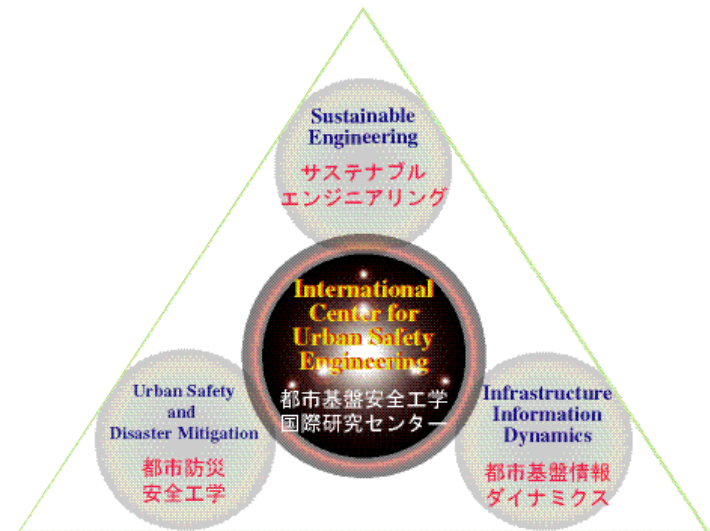 Sustainable
Engineering
サステナブル
エンジニアリング
International
Center for
Urban Safety
Engineering
都市基盤安全工学
国際研究センター
Urban Safety
and
Disaster Mitigation
都市防災
安全工学
Infrastructure
Information
Dynamics
都市基盤情報
ダイナミクス